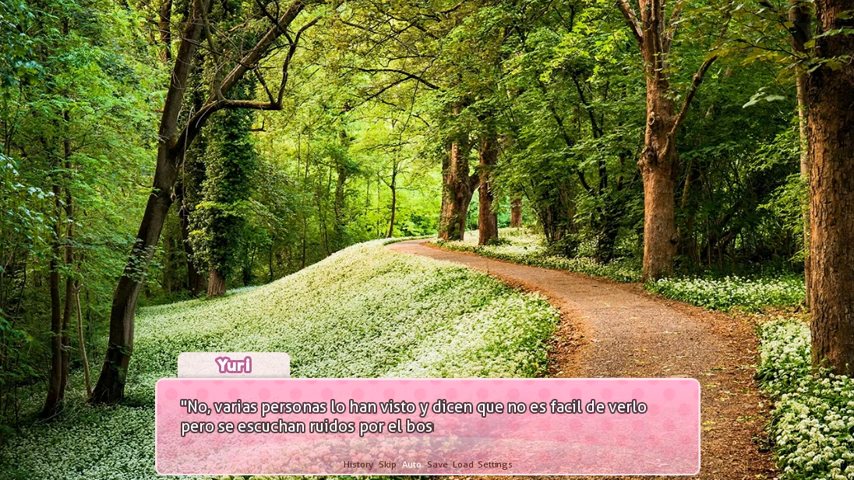 Yuri
"No, varias personas lo han visto y dicen que no es facil de verlo
pero se escuchan ruidos por el bos
History Skip Auto Save Load Settings